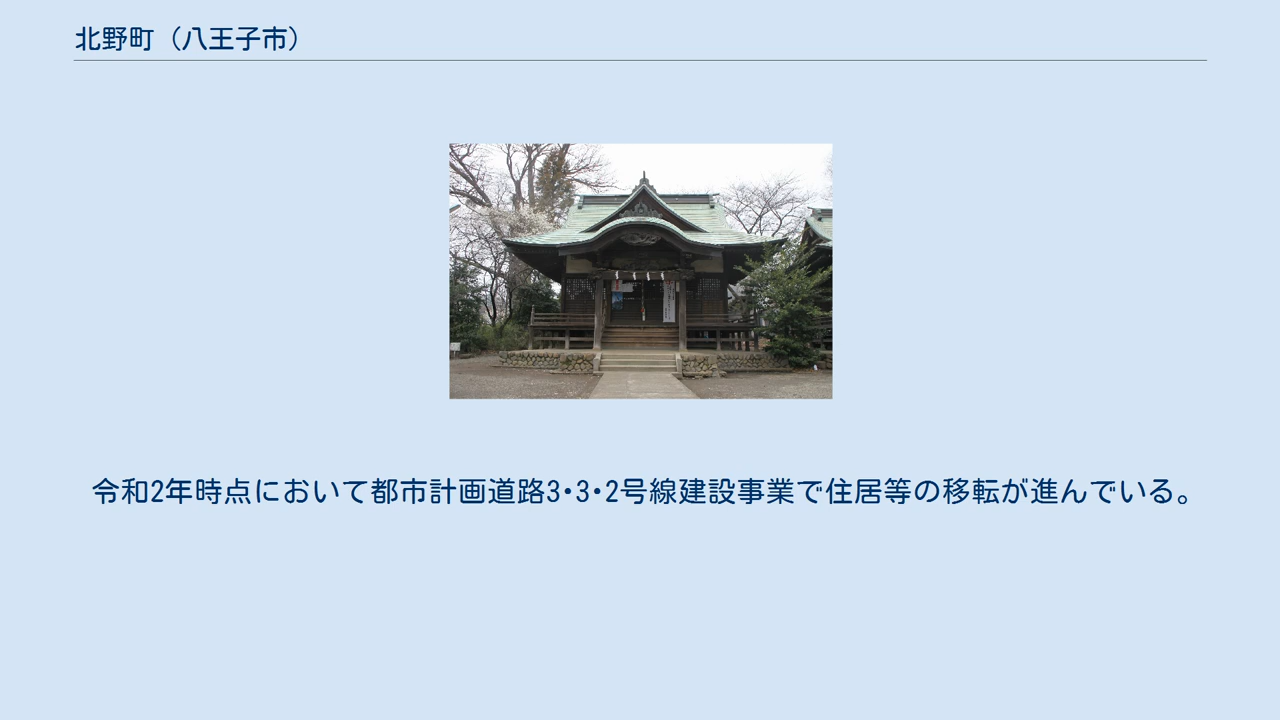 北野町（八王子市）
令和2年時点において都市計画道路3･3･2号線建設事業で住居等の移転が進んでいる。